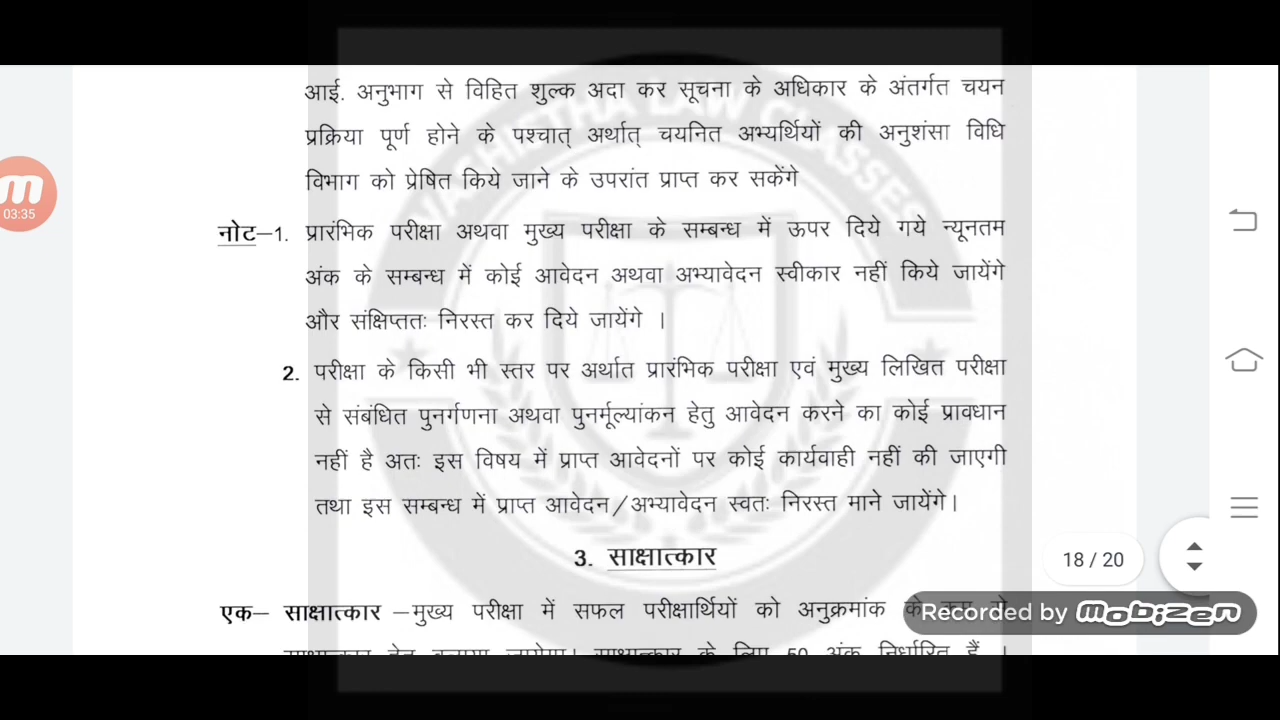 आई. अनुभाग से विहित शुल्क अदा कर सूचना के अधिकार के अंतर्गत चयन
प्रक्रिया पूर्ण होने के पश्चात् अर्थात् चयनित अभ्यर्थियों की अनुशंसा विधि
विभाग को प्रेषित किये जाने के उपरांत प्राप्त कर सकेंगे
नोट–1. प्रारंभिक परीक्षा अथवा मुख्य परीक्षा के सम्बन्ध में ऊपर दिये गये न्यूनतम
अंक के सम्बन्ध में कोई आवेदन अथवा अभ्यावेदन स्वीकार नहीं किये जायेंगे
और संक्षिप्ततः निरस्त कर दिये जायेंगे ।
2. परीक्षा के किसी भी स्तर पर अर्थात प्रारंभिक परीक्षा एवं मुख्य लिखित परीक्षा
से संबंधित पुनर्गणना अथवा पुनर्मूल्यांकन हेतु आवेदन करने का कोई प्रावधान
नहीं है अतः इस विषय में प्राप्त आवेदनों पर कोई कार्यवाही नहीं की जाएगी
तथा इस सम्बन्ध में प्राप्त आवेदन/अभ्यावेदन स्वतः निरस्त माने जायेंगे।
3. साक्षात्कार
एक– साक्षात्कार –मुख्य परीक्षा में सफल परीक्षार्थियों को अनुक्रमांक के
के लिए 50 अंक निर्धारित हैं ।
03:35
18 / 20
Recorded by mobizen
LAW CLASSES